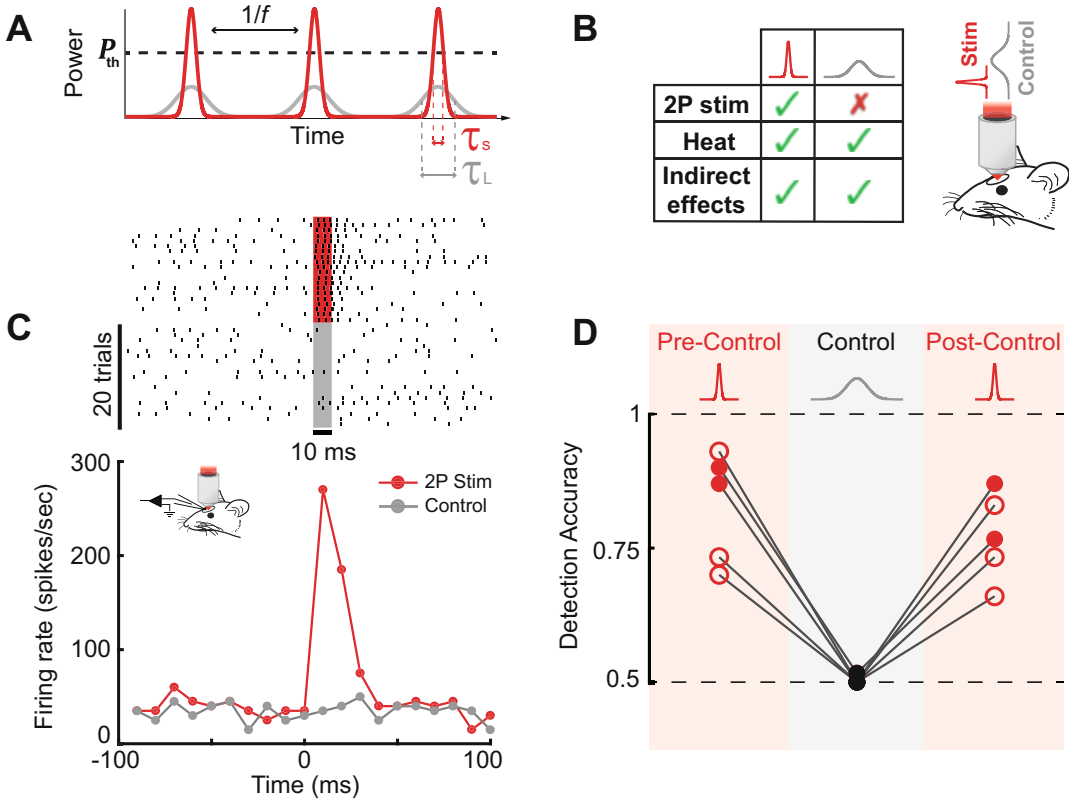 A
Power
P th
1/f
Time
τS
τL
B
2P stim ✓ ✗
Heat ✓ ✓
Indirect effects ✓ ✓
Stim
Control
C
20 trials
10 ms
Firing rate (spikes/sec)
300
200
100
0
-100
0
100
Time (ms)
2P Stim
Control
D
Pre-Control
Control
Post-Control
Detection Accuracy
1
0.75
0.5